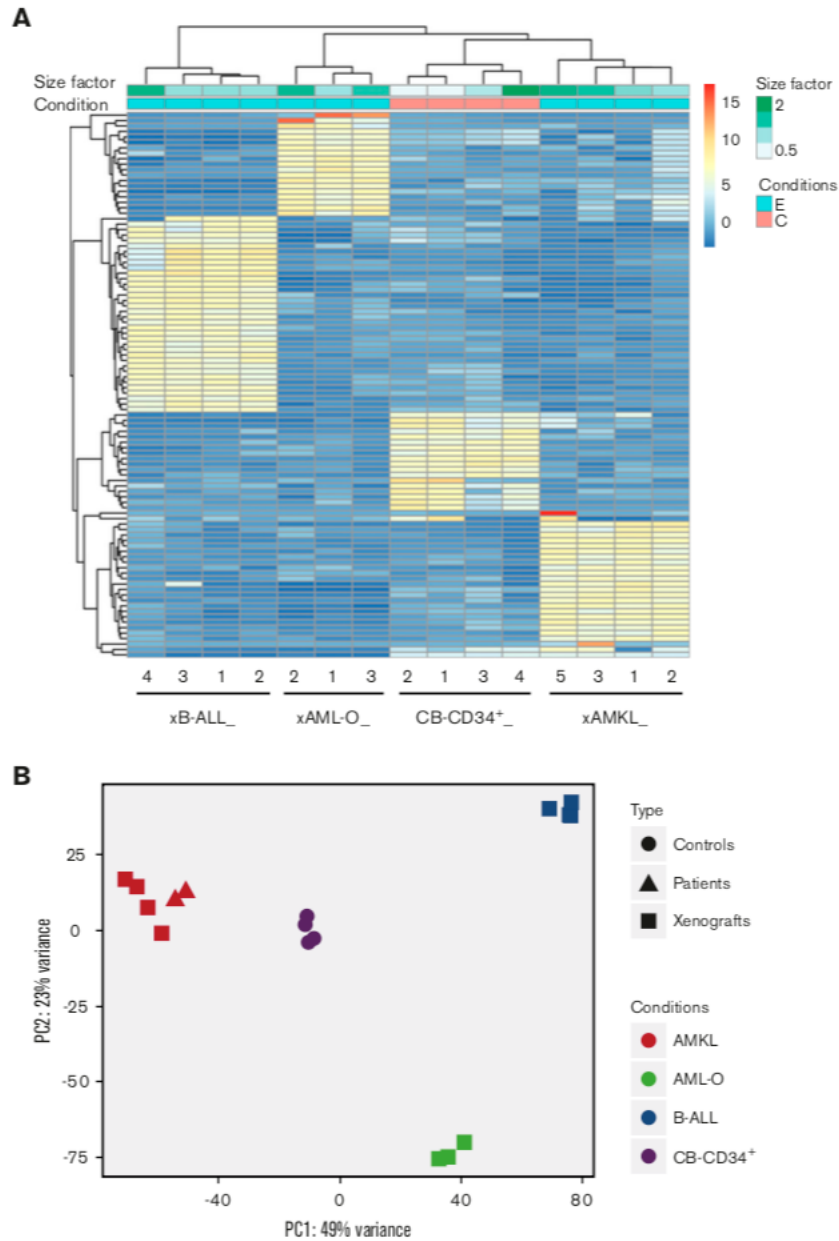 A
Size factor
Condition
15
10
5
0
Size factor
2
0.5
Conditions
E
C
4 3 1 2 2 1 3 2 1 3 4 5 3 1 2
xB-ALL_ xAML-O_ CB-CD34⁺_ xAMKL_
B
Type
Controls
Patients
Xenografts
Conditions
AMKL
AML-O
B-ALL
CB-CD34⁺
PC2: 23% variance
25
0
-25
-50
-75
-40 0 40 80
PC1: 49% variance